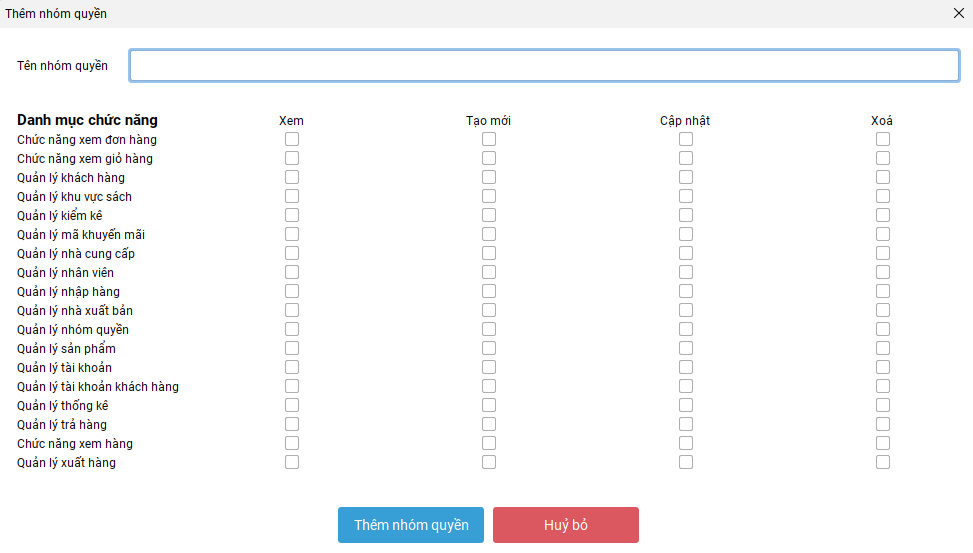 Thêm nhóm quyền
Tên nhóm quyền
Danh mục chức năng Xem Tạo mới Cập nhật Xoá
Chức năng xem đơn hàng
Chức năng xem giỏ hàng
Quản lý khách hàng
Quản lý khu vực sách
Quản lý kiểm kê
Quản lý mã khuyến mãi
Quản lý nhà cung cấp
Quản lý nhân viên
Quản lý nhập hàng
Quản lý nhà xuất bản
Quản lý nhóm quyền
Quản lý sản phẩm
Quản lý tài khoản
Quản lý tài khoản khách hàng
Quản lý thống kê
Quản lý trả hàng
Chức năng xem hàng
Quản lý xuất hàng
Thêm nhóm quyền Huỷ bỏ